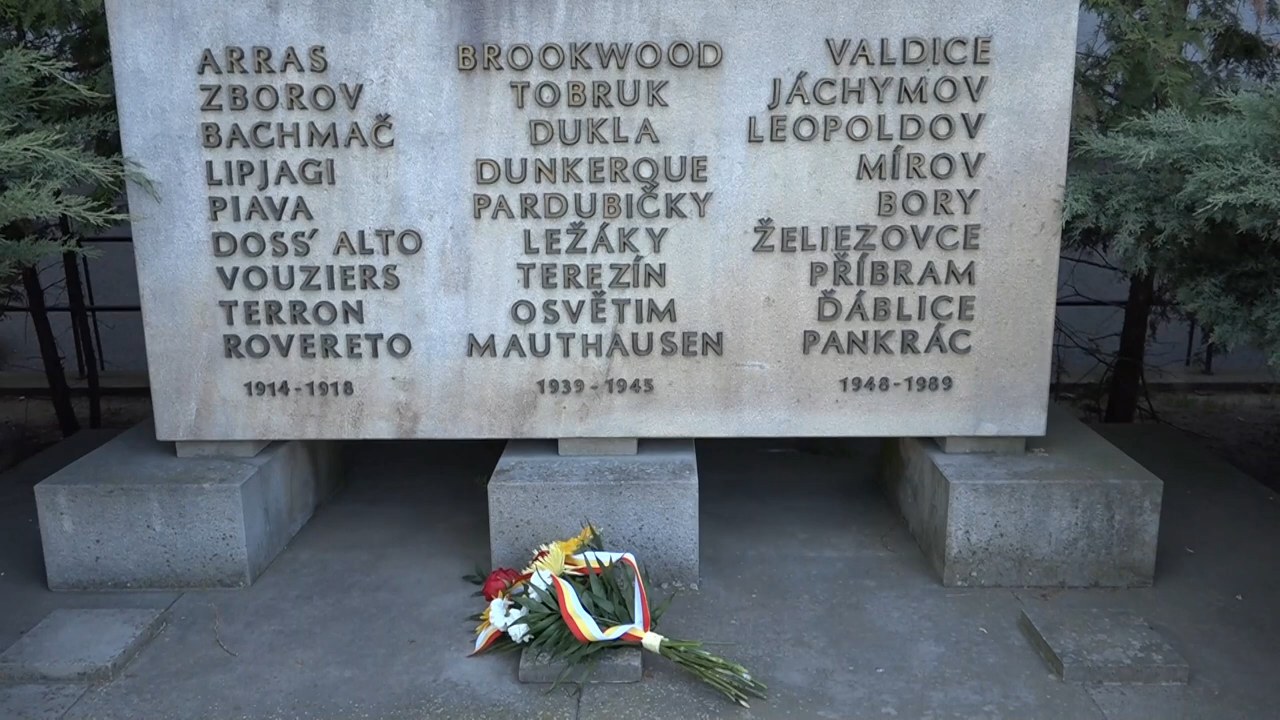 ARRAS
ZBOROV
BACHMAČ
LIPJAGI
PIAVA
DOSS' ALTO
VOUZIERS
TERRON
ROVERETO
1914-1918
BROOKWOOD
TOBRUK
DUKLA
DUNKERQUE
PARDUBIČKY
LEŽÁKY
TEREZÍN
OSVĚTIM
MAUTHAUSEN
1939-1945
VALDICE
JÁCHYMOV
LEOPOLDOV
MÍROV
BORY
ŽELIEZOVCE
PŘÍBRAM
ĎÁBLICE
PANKRÁC
1948-1989